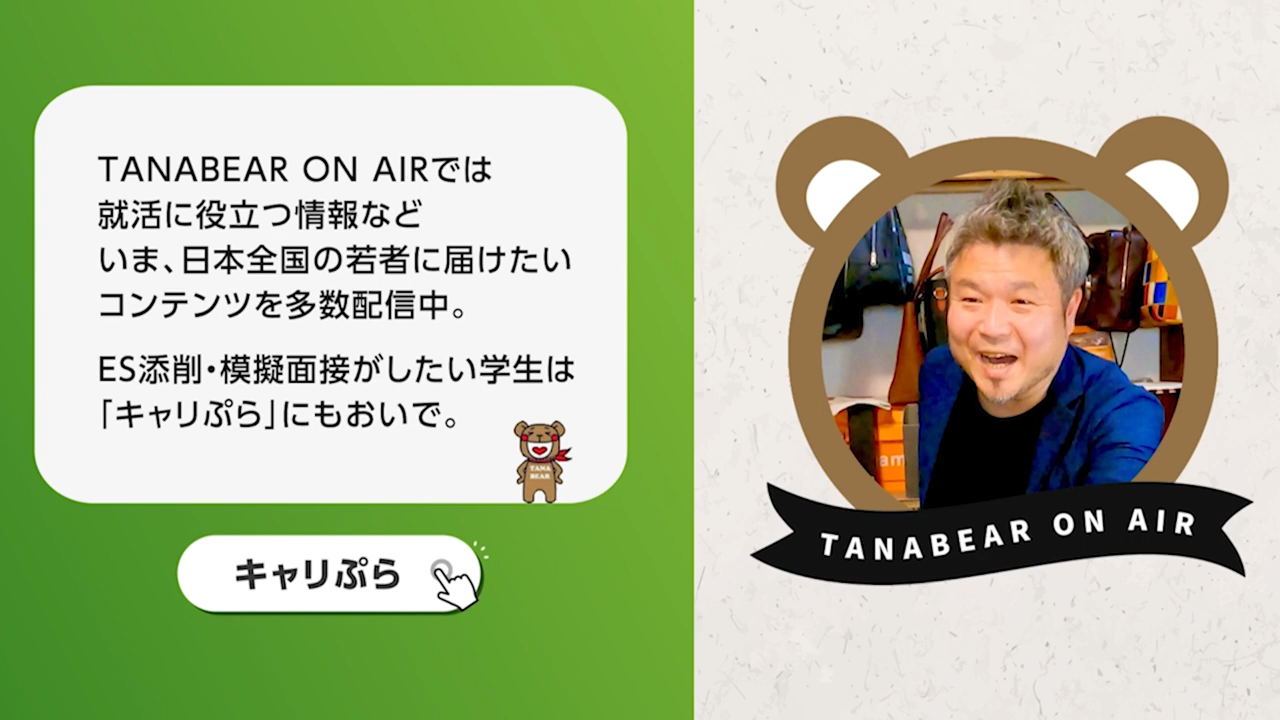 TANABEAR ON AIRでは
就活に役立つ情報など
いま、日本全国の若者に届けたい
コンテンツを多数配信中。
ES添削・模擬面接がしたい学生は
「キャリぷら」にもおいで。
TANA
BEAR
キャリぷら
am
TANABEAR ON AIR